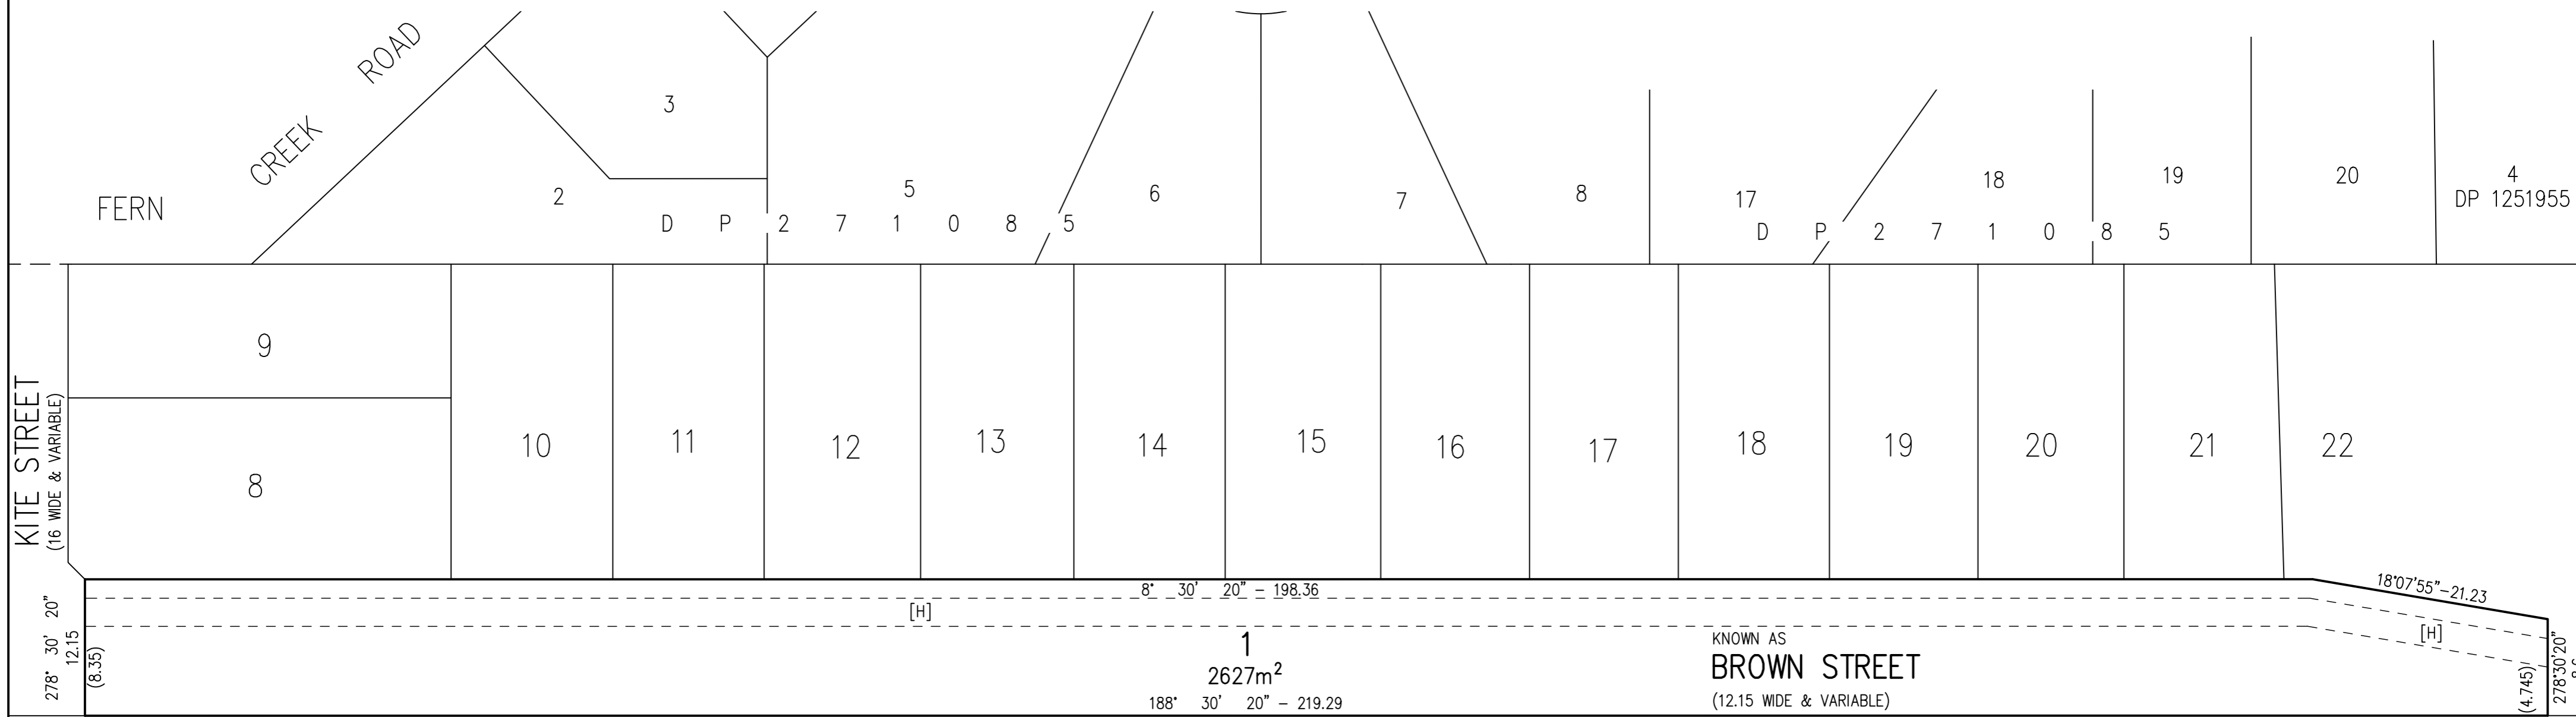 FERN CREEK ROAD
3
2
5
6
7
8
17
18
19
20
4
DP 1251955
D P 2 7 1 0 8 5
D P 2 7 1 0 8 5
9
8
10
11
12
13
14
15
16
17
18
19
20
21
22
KITE STREET
(16 WIDE & VARIABLE)
8° 30' 20" – 198.36
18°07'55"–21.23
[H]
[H]
278° 30' 20"
12.15
(8.35)
1
2627m²
188° 30' 20" – 219.29
KNOWN AS
BROWN STREET
(12.15 WIDE & VARIABLE)
(4.745)
278°30'20"